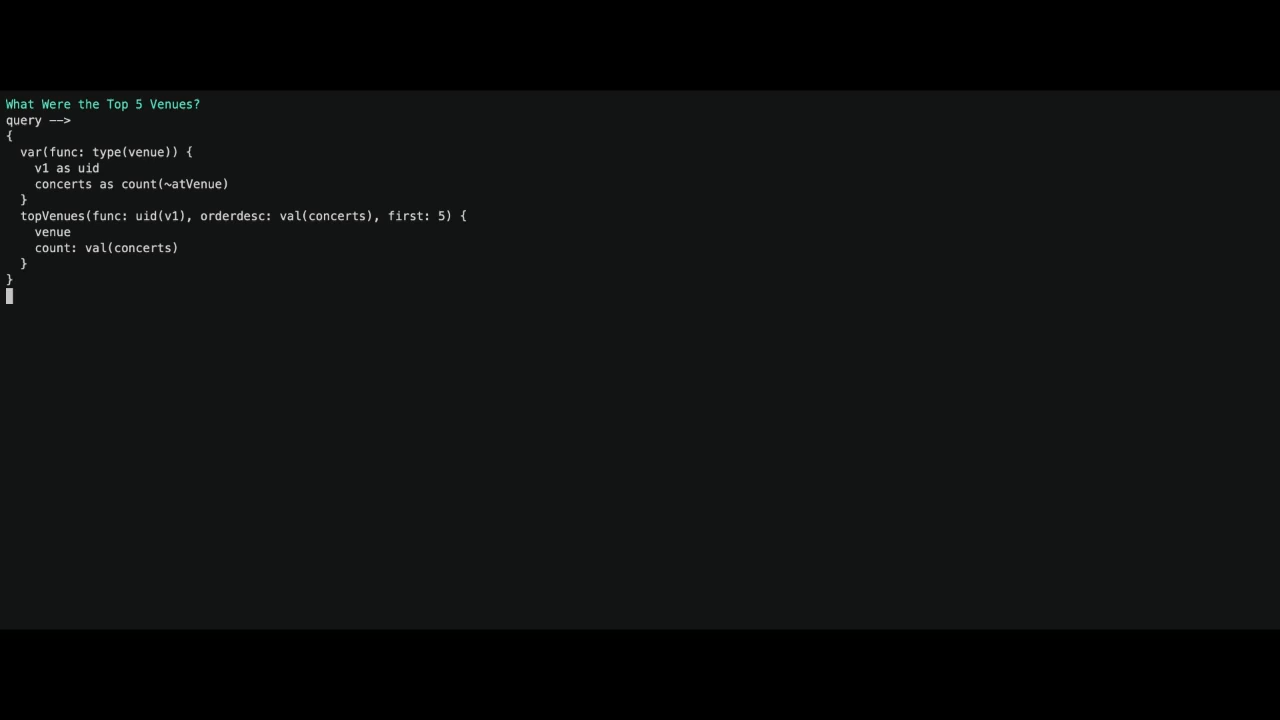 What Were the Top 5 Venues?
query -->
{
  var(func: type(venue)) {
    v1 as uid
    concerts as count(~atVenue)
  }
  topVenues(func: uid(v1), orderdesc: val(concerts), first: 5) {
    venue
    count: val(concerts)
  }
}